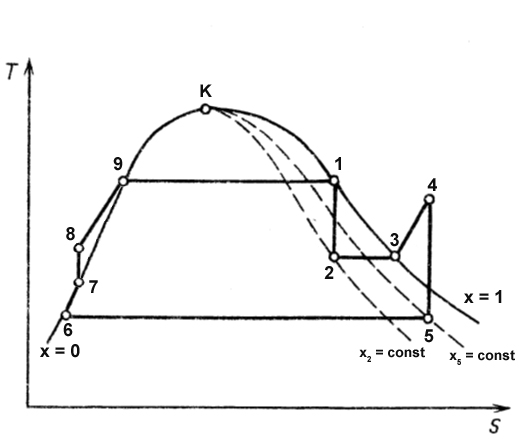 T
K
9
1
4
8
3
2
7
x = 1
6
5
x = 0
x₂ = const
x₅ = const
S